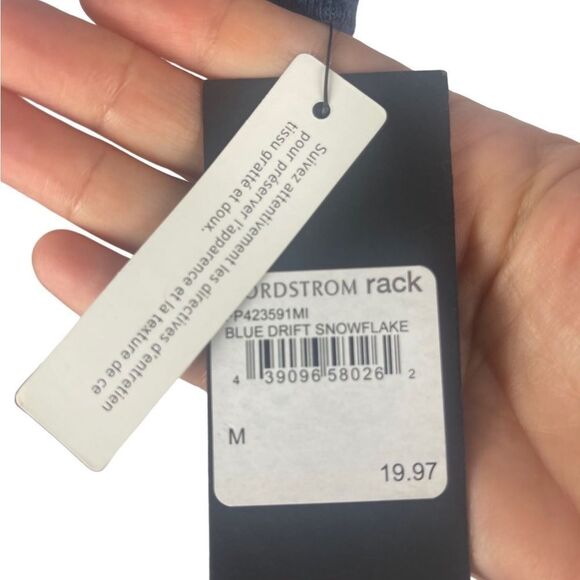 Suivez attentivement les directives d'entretien
pour préserver l'apparence et la texture de ce
tissu gratté et doux.
ORDSTROM rack
P423591MI
BLUE DRIFT SNOWFLAKE
4 39096 58026 2
M
19.97